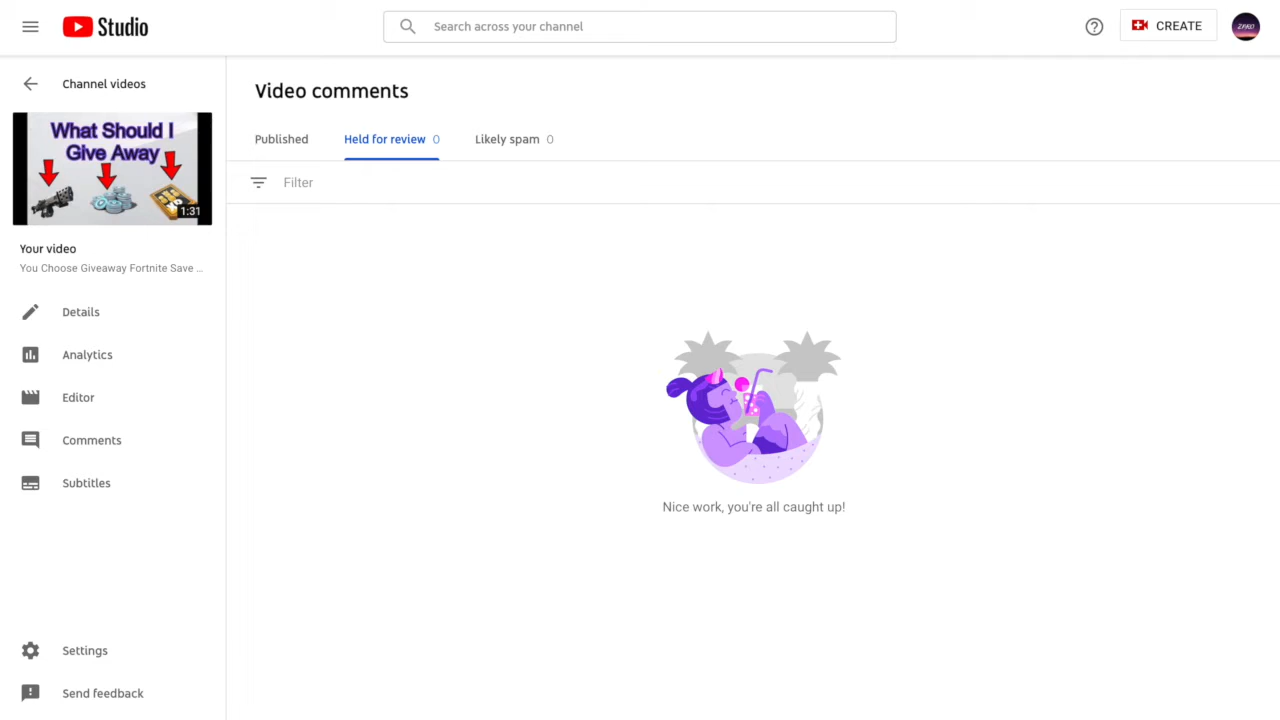 Studio
Search across your channel
CREATE
ZERO
Channel videos
What Should I
Give Away
1:31
Your video
You Choose Giveaway Fortnite Save ...
Details
Analytics
Editor
Comments
Subtitles
Settings
Send feedback
Video comments
Published
Held for review 0
Likely spam 0
Filter
Nice work, you're all caught up!